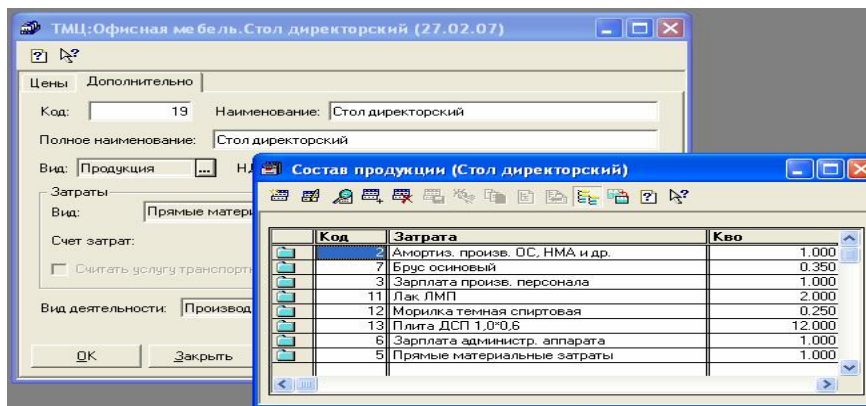 ТМЦ:Офисная мебель.Стол директорский (27.02.07)
Цены Дополнительно
Код: 19 Наименование: Стол директорский
Полное наименование: Стол директорский
Вид: Продукция ...
Затраты
Вид: Прямые матери
Счет затрат:
Считать услугу транспорт
Вид деятельности: Производ
OK Закрыть
Состав продукции (Стол директорский)
Код Затрата Кво
2 Амортиз. произв. ОС, НМА и др. 1.000
7 Брус осиновый 0.350
3 Зарплата произв. персонала 1.000
11 Лак ЛМП 2.000
12 Морилка темная спиртовая 0.250
13 Плита ДСП 1,0*0,6 12.000
6 Зарплата администр. аппарата 1.000
5 Прямые материальные затраты 1.000